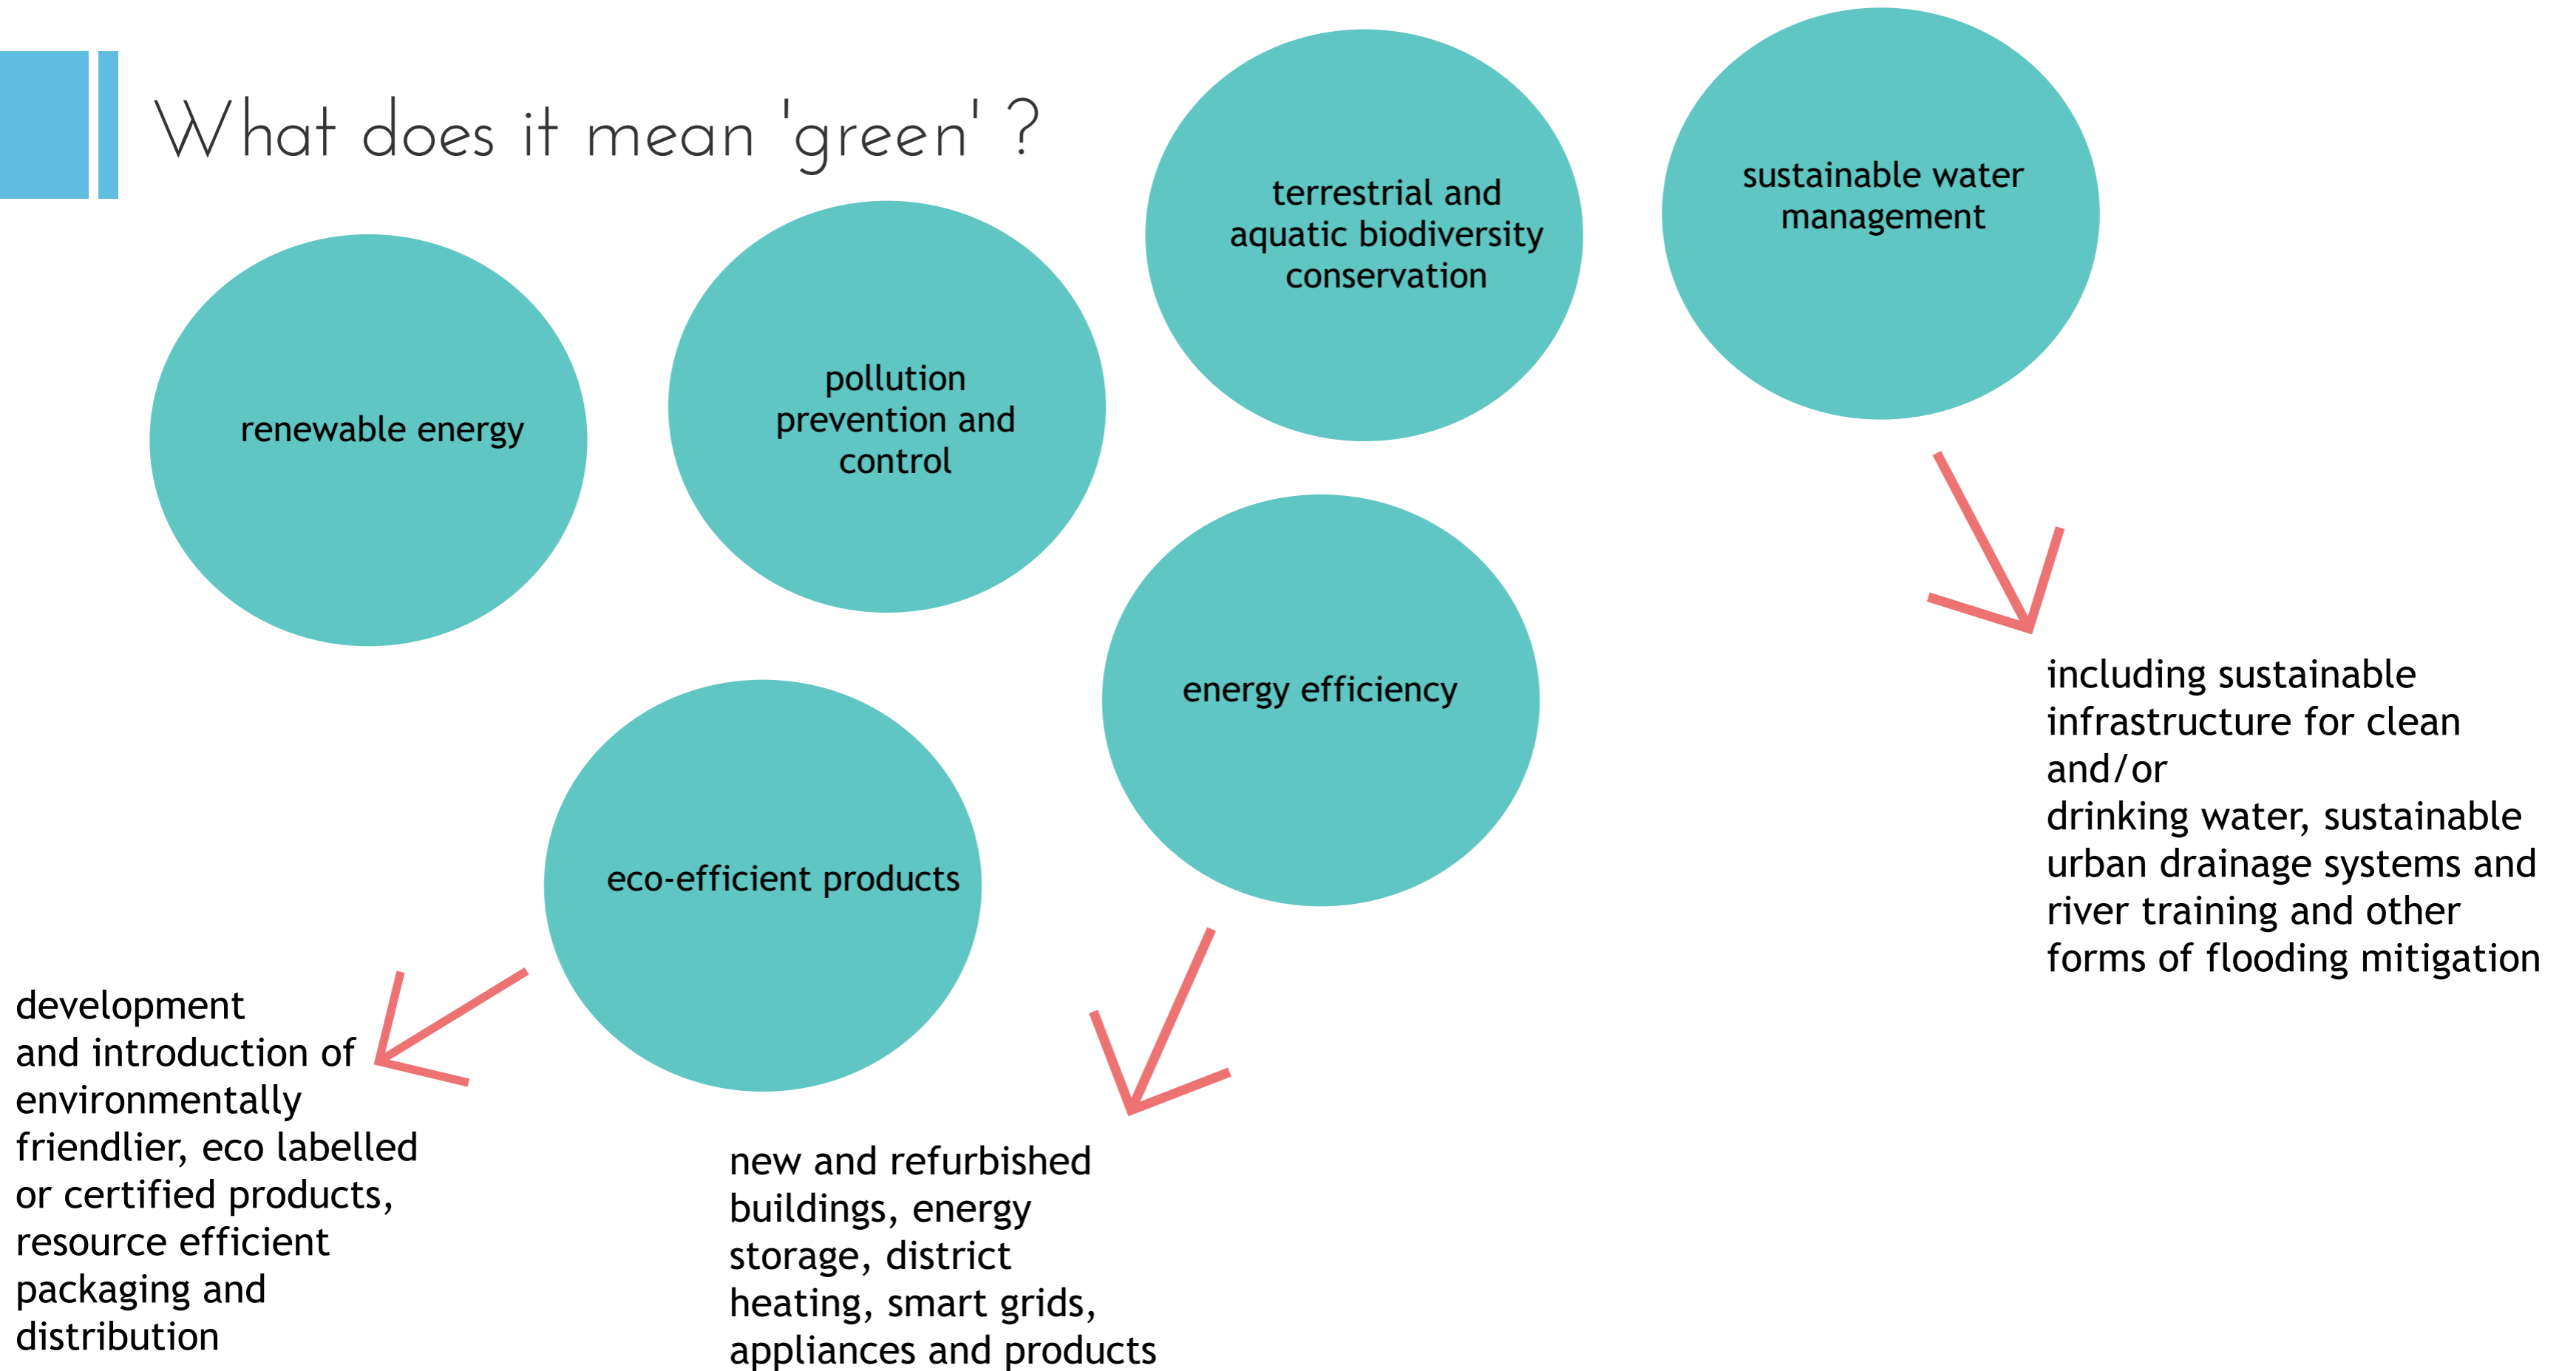 What does it mean 'green' ?
renewable energy
pollution
prevention and
control
terrestrial and
aquatic biodiversity
conservation
sustainable water
management
energy efficiency
eco-efficient products
including sustainable
infrastructure for clean
and/or
drinking water, sustainable
urban drainage systems and
river training and other
forms of flooding mitigation
development
and introduction of
environmentally
friendlier, eco labelled
or certified products,
resource efficient
packaging and
distribution
new and refurbished
buildings, energy
storage, district
heating, smart grids,
appliances and products